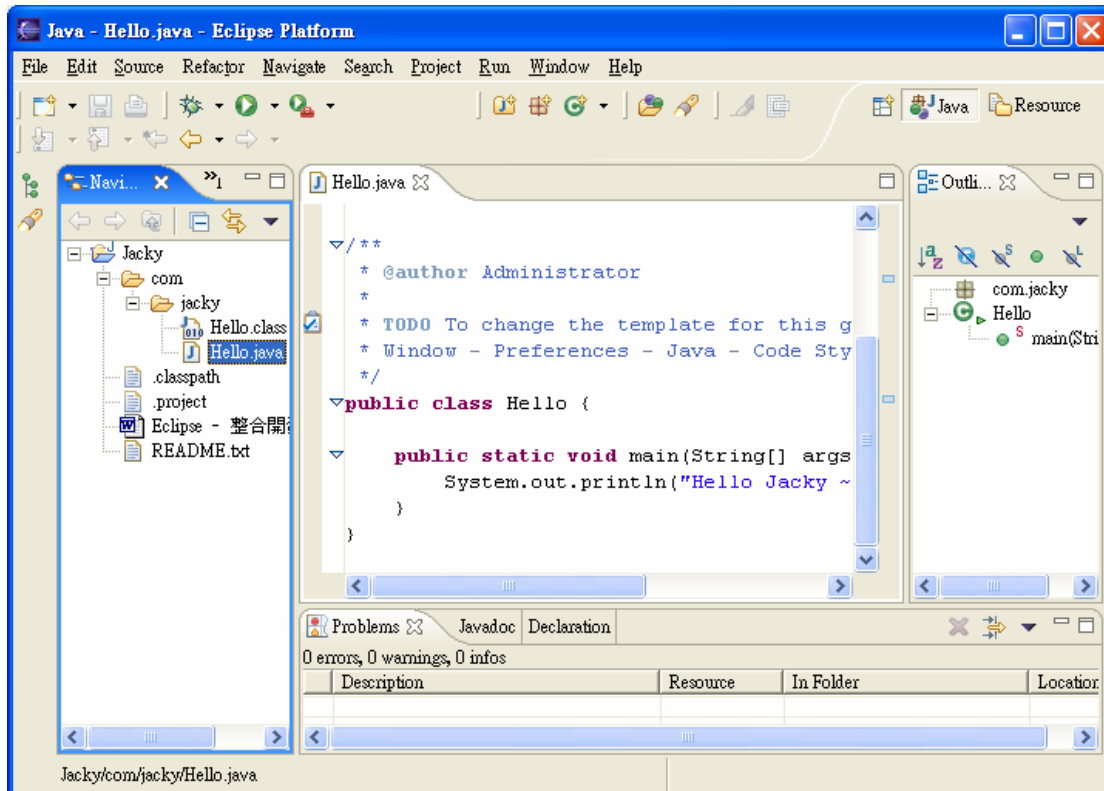 Java - Hello.java - Eclipse Platform
File Edit Source Refactor Navigate Search Project Run Window Help
Java Resource
Navi... »1
Hello.java
Outli...
Jacky
com
jacky
Hello.class
Hello.java
.classpath
.project
Eclipse - 整合開
README.txt
/**
* @author Administrator
*
* TODO To change the template for this g
* Window - Preferences - Java - Code Sty
*/
public class Hello {
public static void main(String[] args
System.out.println("Hello Jacky ~
}
}
com.jacky
Hello
main(Stri
Problems Javadoc Declaration
0 errors, 0 warnings, 0 infos
Description Resource In Folder Location
Jacky/com/jacky/Hello.java